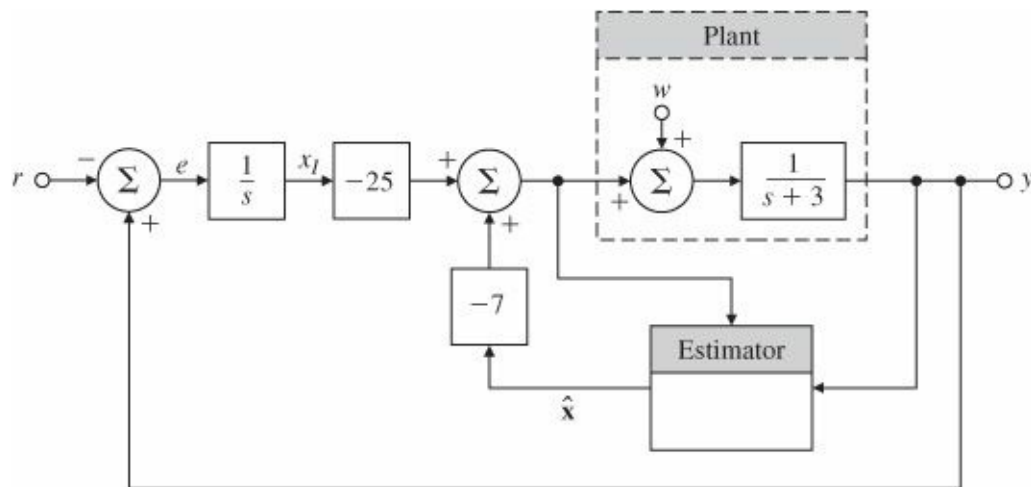 Plant
w
+
r
−
Σ
e
1
s
x_I
−25
+
Σ
+
Σ
1
s + 3
y
+
+
−7
Estimator
x̂